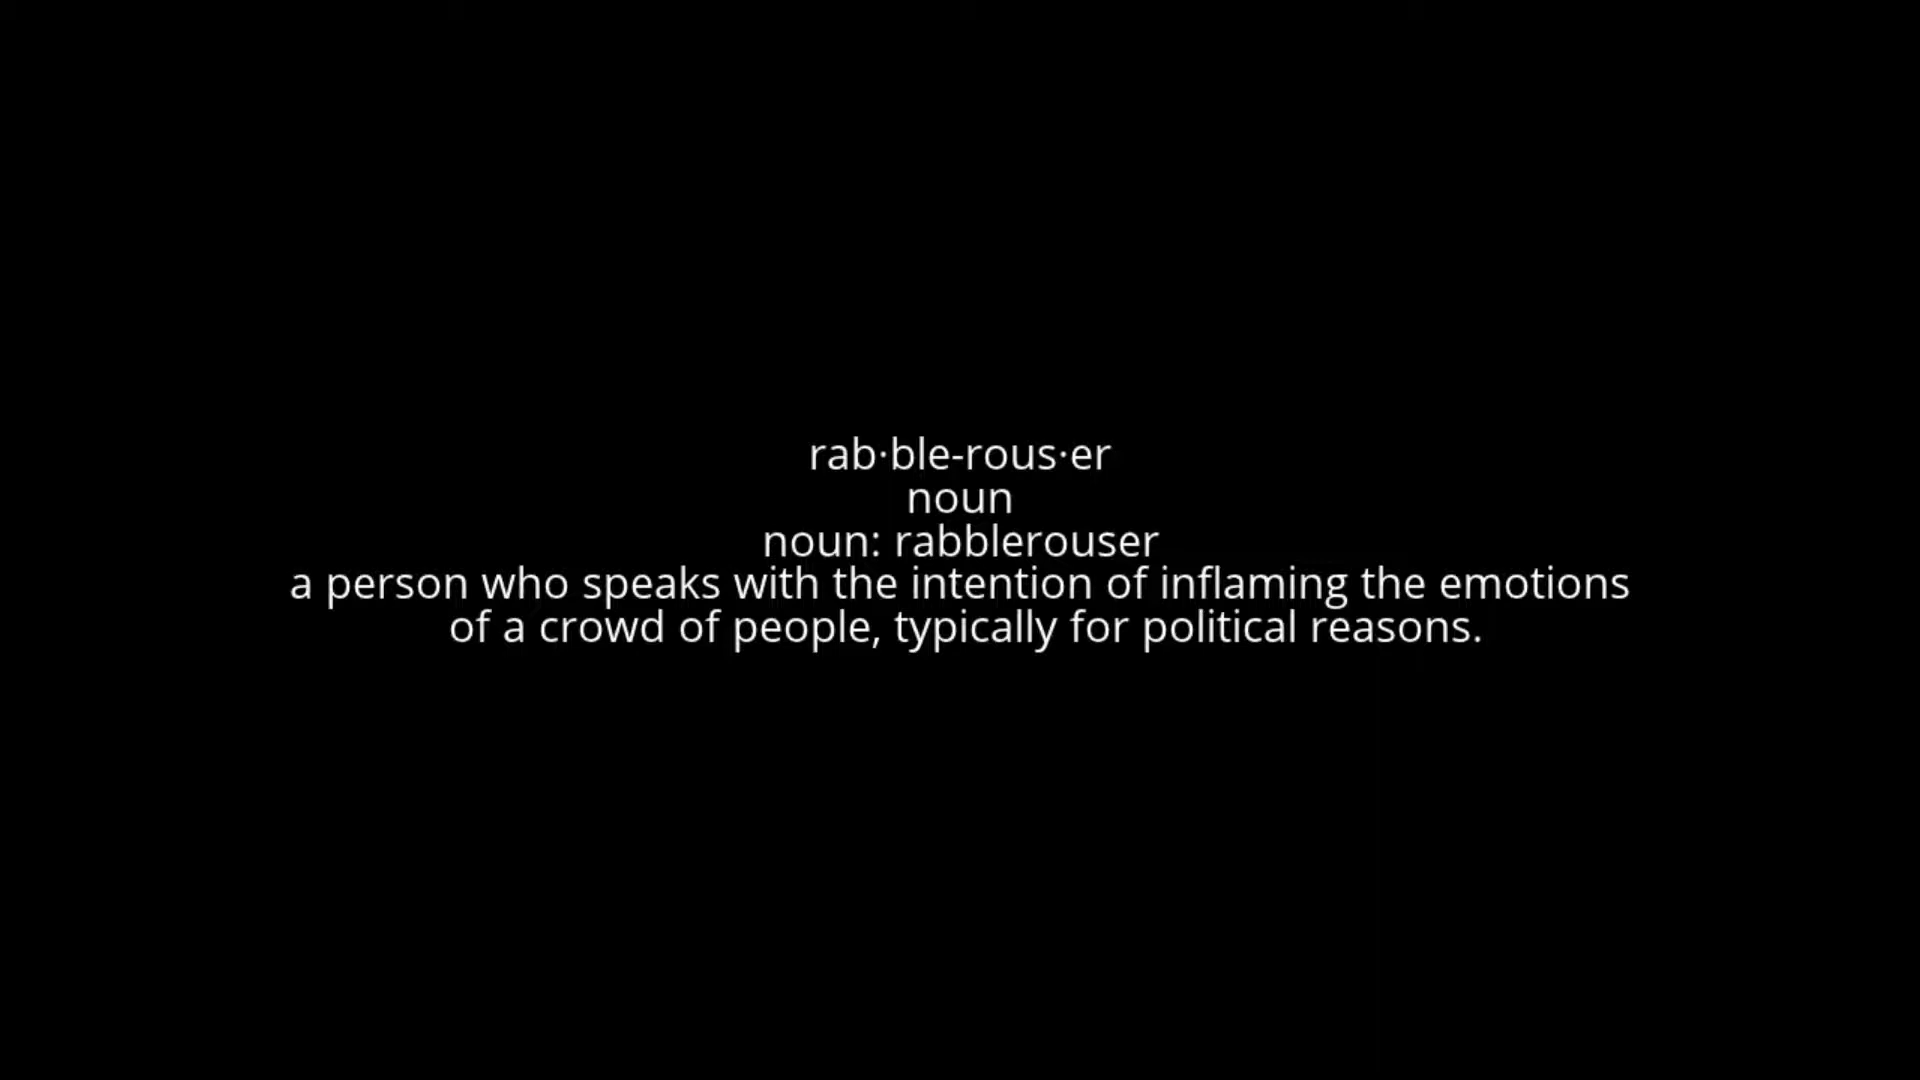 rab·ble-rous·er
noun
noun: rabblerouser
a person who speaks with the intention of inflaming the emotions
of a crowd of people, typically for political reasons.